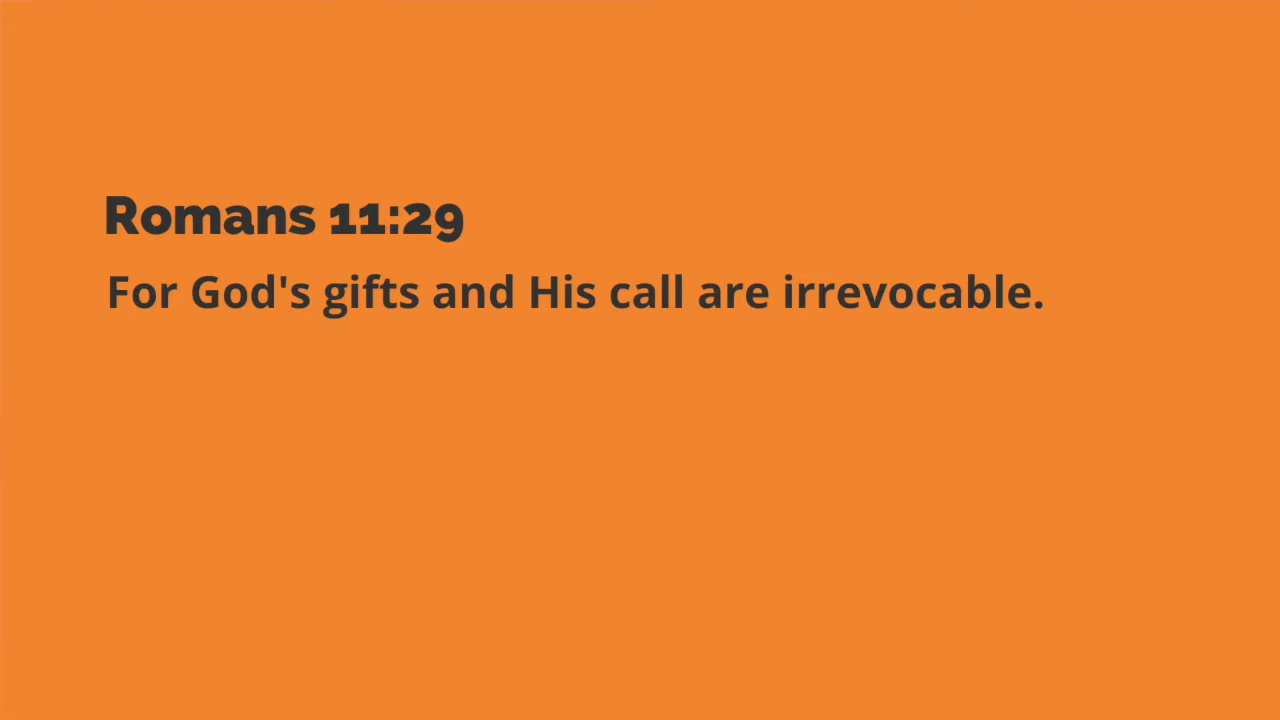 Romans 11:29
For God's gifts and His call are irrevocable.